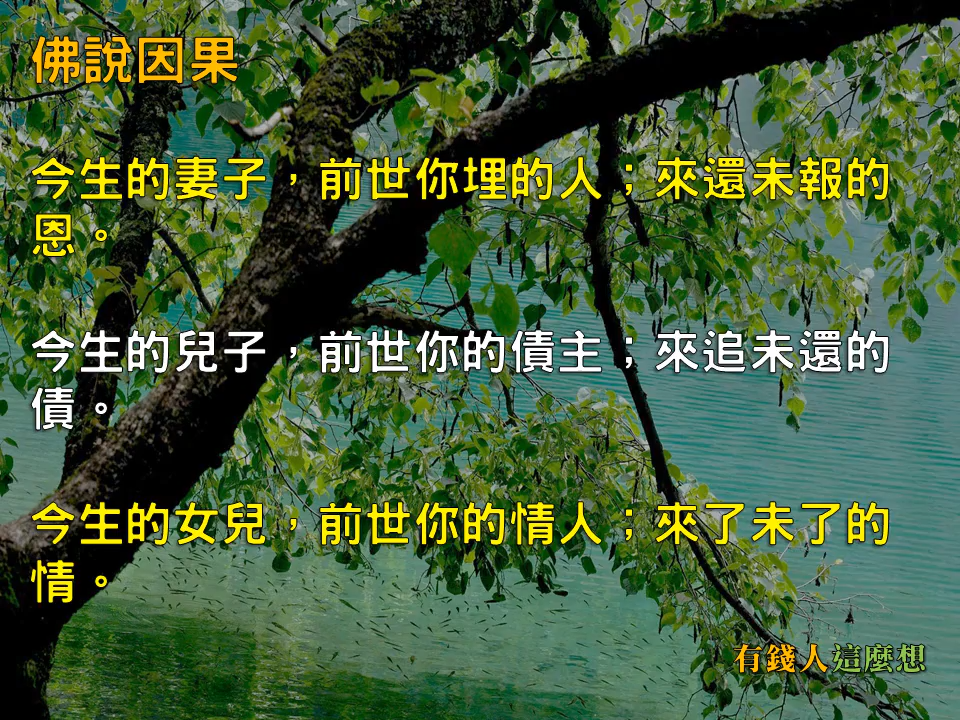 佛說因果
今生的妻子，前世你埋的人；來還未報的
恩。
今生的兒子，前世你的債主；來追未還的
債。
今生的女兒，前世你的情人；來了未了的
情。
有錢人這麼想